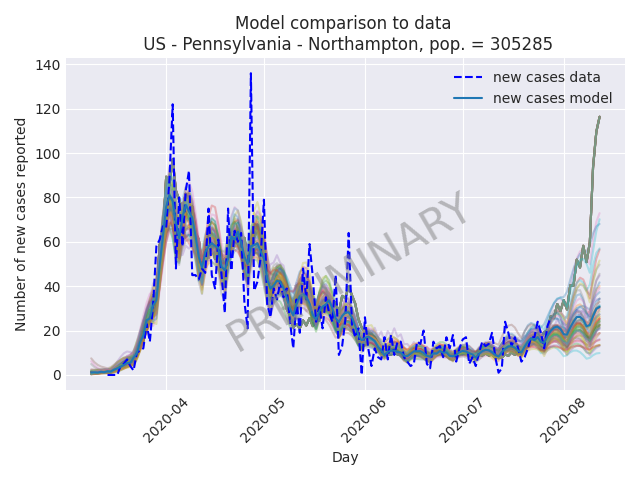 Model comparison to data
US - Pennsylvania - Northampton, pop. = 305285
Number of new cases reported
140
120
100
80
60
40
20
0
new cases data
new cases model
PRELIMINARY
2020-04
2020-05
2020-06
2020-07
2020-08
Day